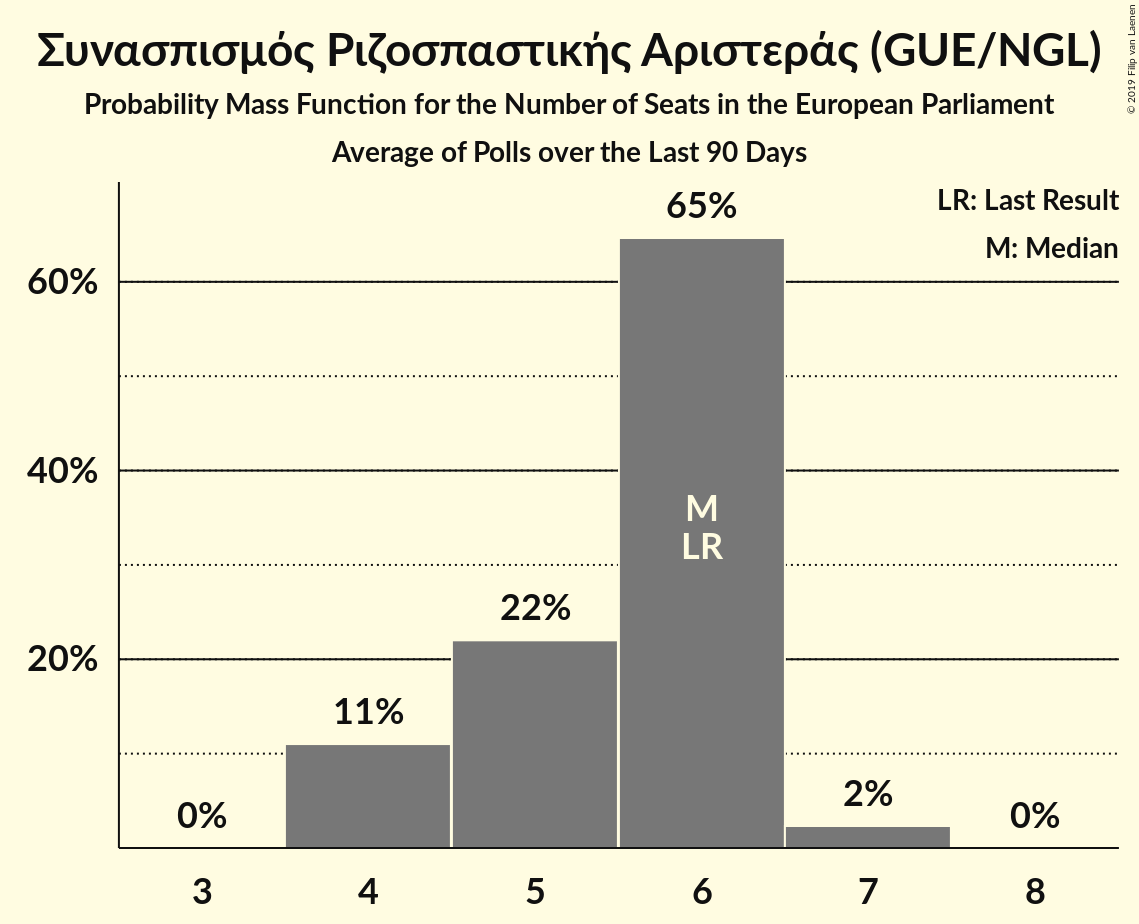 Συνασπισμός Ριζοσπαστικής Αριστεράς (GUE/NGL)
Probability Mass Function for the Number of Seats in the European Parliament
Average of Polls over the Last 90 Days
© 2019 Filip van Laenen
LR: Last Result
M: Median
65%
60%
40%
M
LR
22%
20%
11%
2%
0%
0%
3
4
5
6
7
8